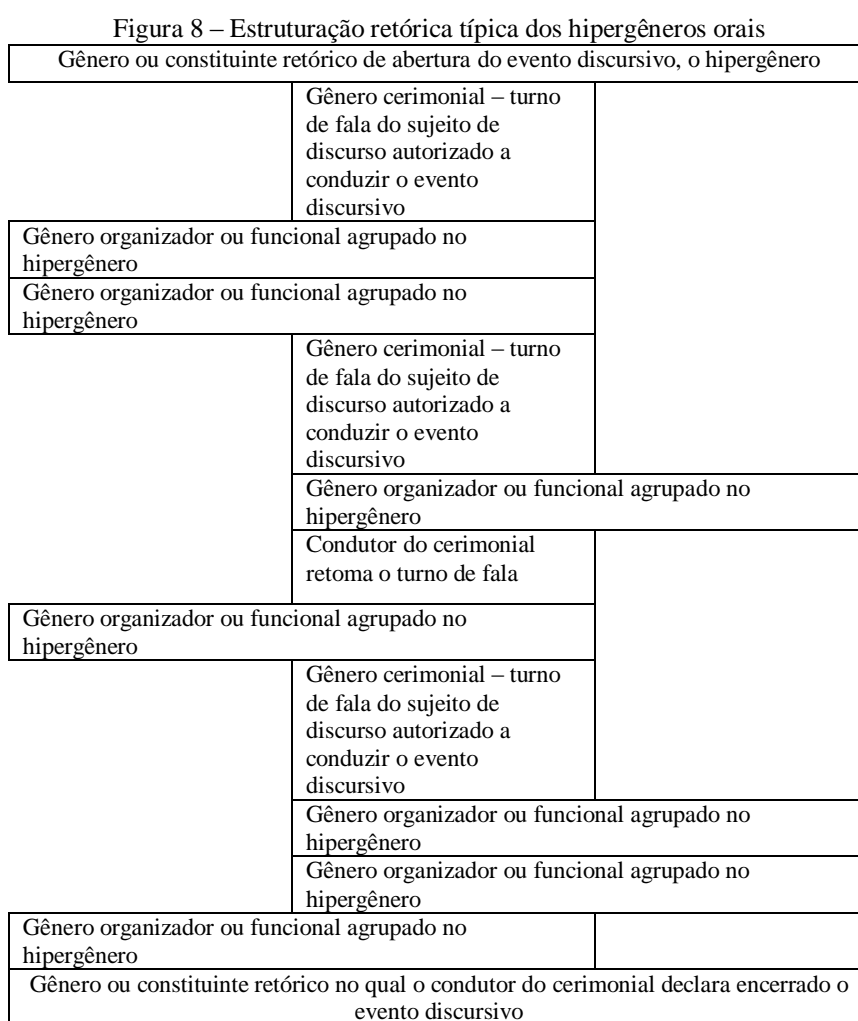 Figura 8 – Estruturação retórica típica dos hipergêneros orais
Gênero ou constituinte retórico de abertura do evento discursivo, o hipergênero
Gênero cerimonial – turno
de fala do sujeito de
discurso autorizado a
conduzir o evento
discursivo
Gênero organizador ou funcional agrupado no
hipergênero
Gênero organizador ou funcional agrupado no
hipergênero
Gênero cerimonial – turno
de fala do sujeito de
discurso autorizado a
conduzir o evento
discursivo
Gênero organizador ou funcional agrupado no
hipergênero
Condutor do cerimonial
retoma o turno de fala
Gênero organizador ou funcional agrupado no
hipergênero
Gênero cerimonial – turno
de fala do sujeito de
discurso autorizado a
conduzir o evento
discursivo
Gênero organizador ou funcional agrupado no
hipergênero
Gênero organizador ou funcional agrupado no
hipergênero
Gênero organizador ou funcional agrupado no
hipergênero
Gênero ou constituinte retórico no qual o condutor do cerimonial declara encerrado o
evento discursivo